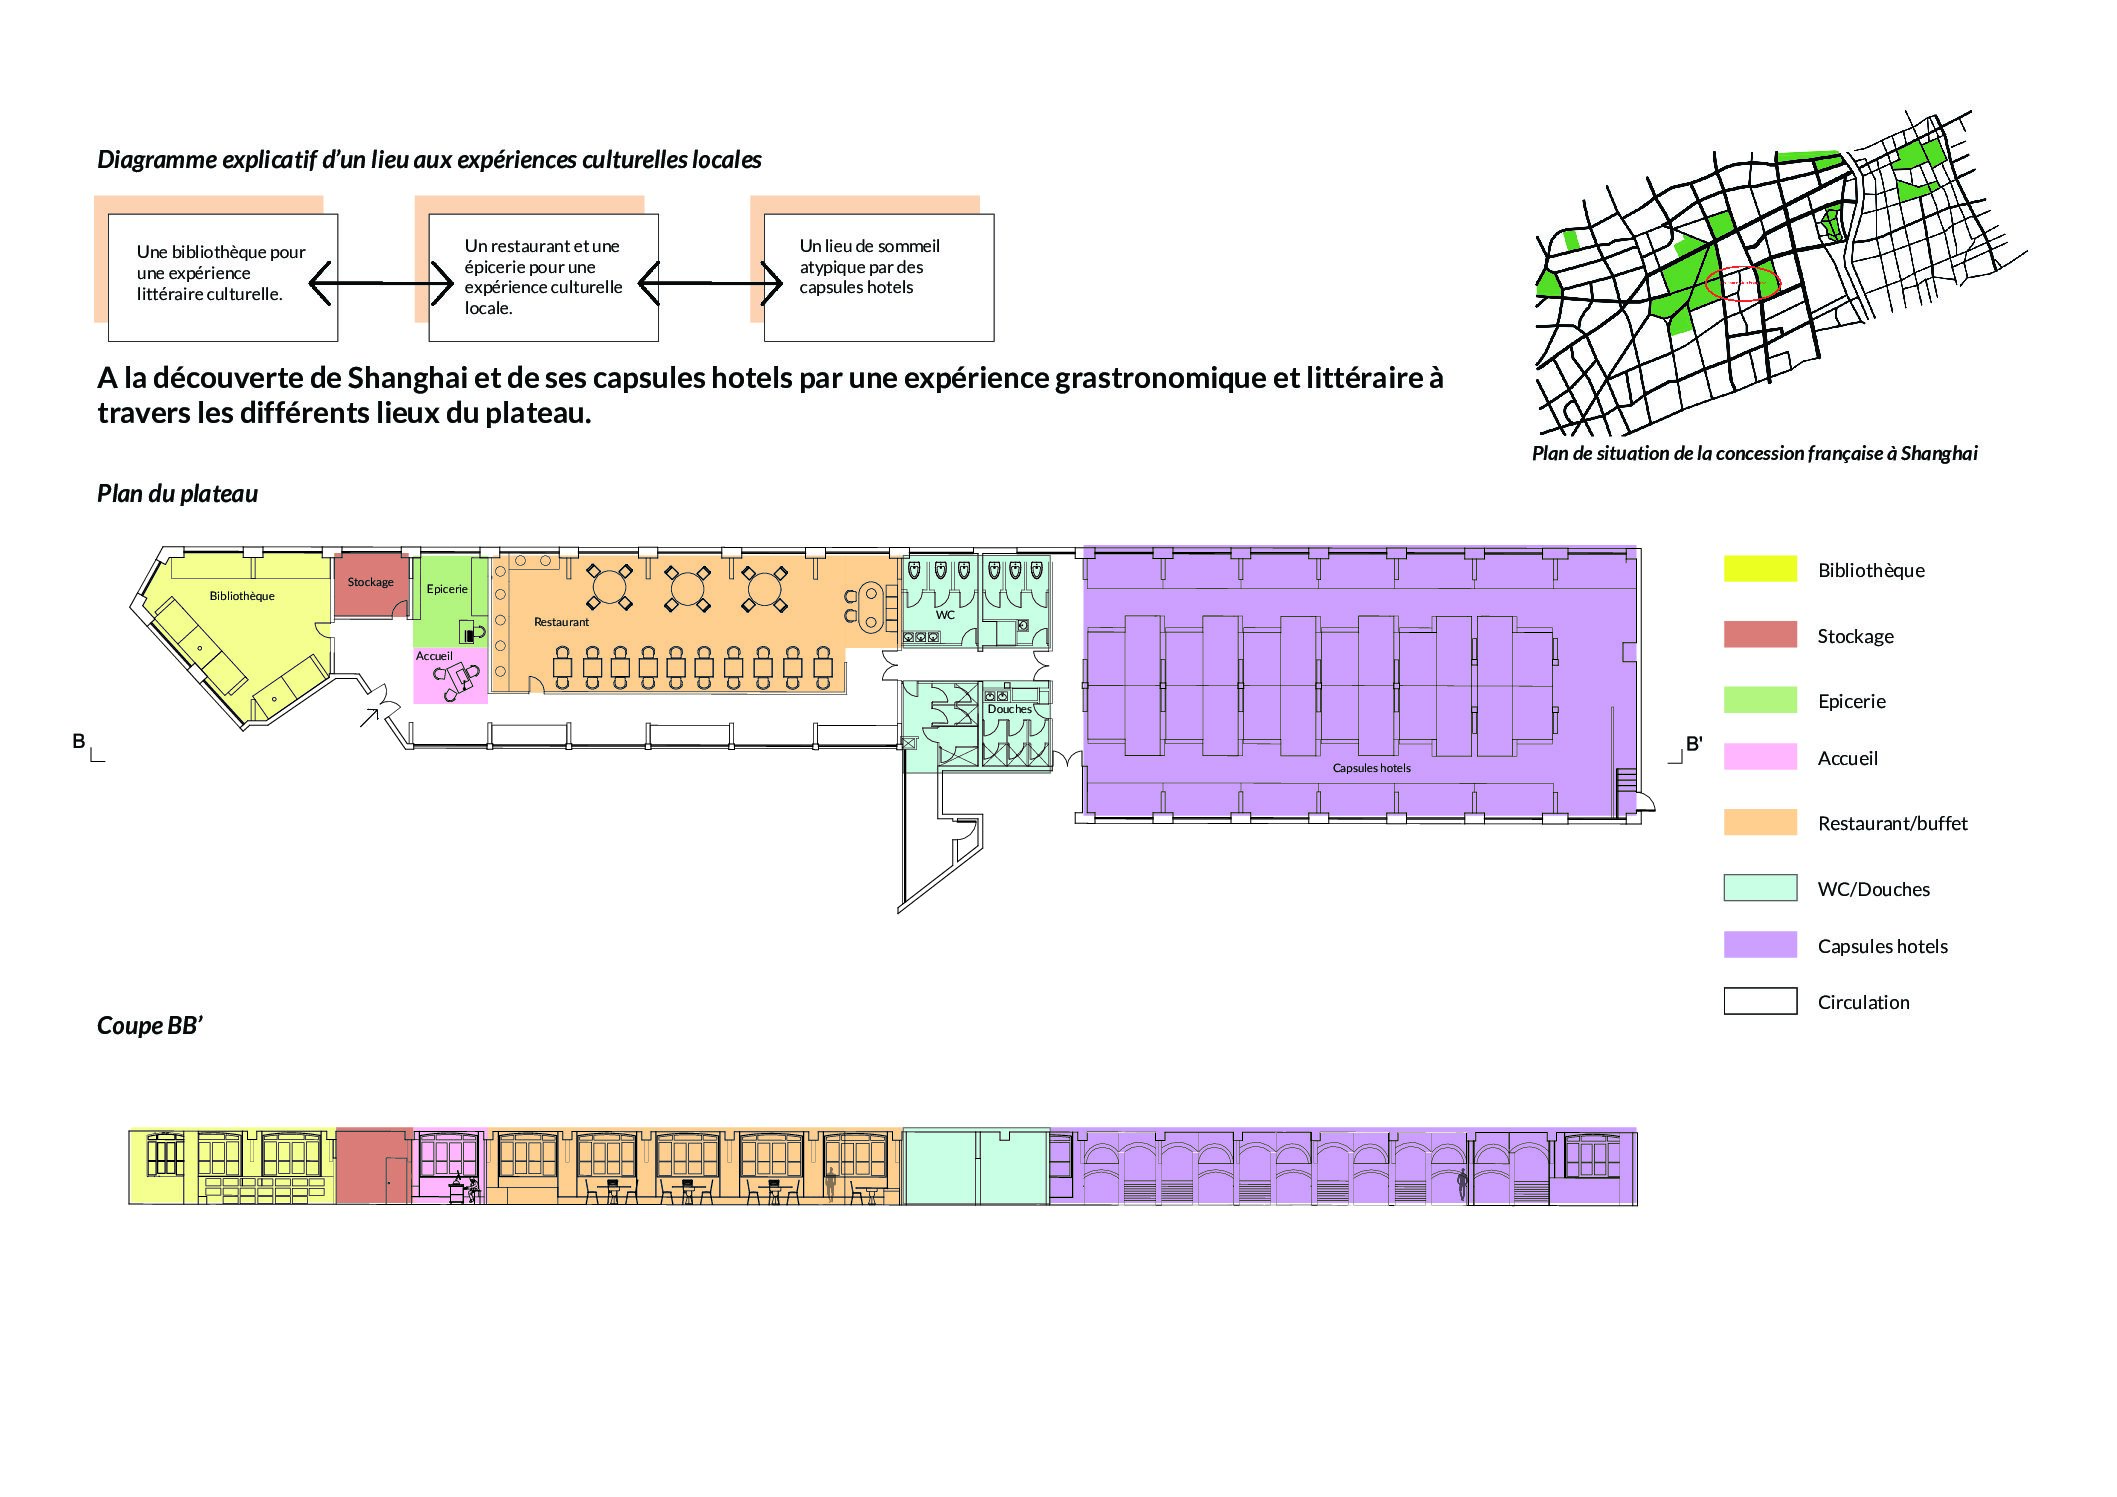 Diagramme explicatif d’un lieu aux expériences culturelles locales
Une bibliothèque pour
une expérience
littéraire culturelle.
Un restaurant et une
épicerie pour une
expérience culturelle
locale.
Un lieu de sommeil
atypique par des
capsules hotels
A la découverte de Shanghai et de ses capsules hotels par une expérience grastronomique et littéraire à
travers les différents lieux du plateau.
Plan de situation de la concession française à Shanghai
Plan du plateau
Bibliothèque
Stockage
Epicerie
Accueil
Restaurant
WC
Douches
Capsules hotels
B
B'
Bibliothèque
Stockage
Epicerie
Accueil
Restaurant/buffet
WC/Douches
Capsules hotels
Circulation
Coupe BB’